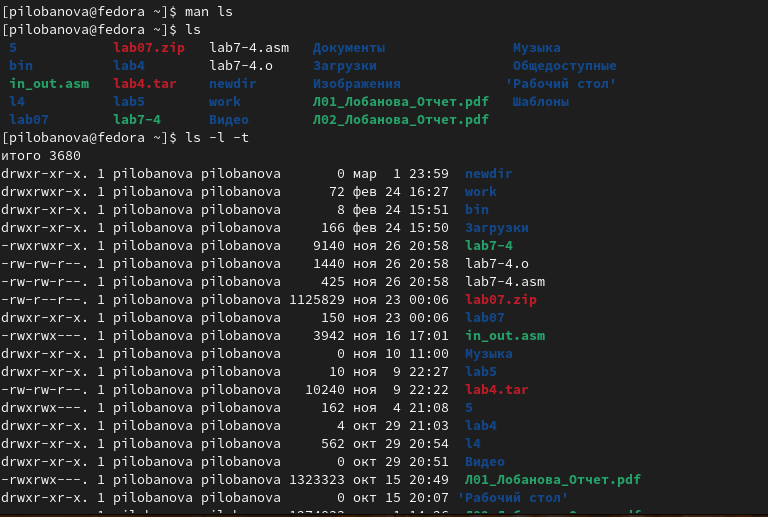 [pilobanova@fedora ~]$ man ls
[pilobanova@fedora ~]$ ls
5 lab07.zip lab7-4.asm Документы Музыка
bin lab4 lab7-4.o Загрузки Общедоступные
in_out.asm lab4.tar newdir Изображения 'Рабочий стол'
l4 lab5 work Л01_Лобанова_Отчет.pdf Шаблоны
lab07 lab7-4 Видео Л02_Лобанова_Отчет.pdf
[pilobanova@fedora ~]$ ls -l -t
итого 3680
drwxr-xr-x. 1 pilobanova pilobanova 0 мар 1 23:59 newdir
drwxrwxr-x. 1 pilobanova pilobanova 72 фев 24 16:27 work
drwxr-xr-x. 1 pilobanova pilobanova 8 фев 24 15:51 bin
drwxr-xr-x. 1 pilobanova pilobanova 166 фев 24 15:50 Загрузки
-rwxrwxr-x. 1 pilobanova pilobanova 9140 ноя 26 20:58 lab7-4
-rw-rw-r--. 1 pilobanova pilobanova 1440 ноя 26 20:58 lab7-4.o
-rw-rw-r--. 1 pilobanova pilobanova 425 ноя 26 20:58 lab7-4.asm
-rw-r--r--. 1 pilobanova pilobanova 1125829 ноя 23 00:06 lab07.zip
drwxr-xr-x. 1 pilobanova pilobanova 150 ноя 23 00:06 lab07
-rwxrwx---. 1 pilobanova pilobanova 3942 ноя 16 17:01 in_out.asm
drwxr-xr-x. 1 pilobanova pilobanova 0 ноя 10 11:00 Музыка
drwxr-xr-x. 1 pilobanova pilobanova 10 ноя 9 22:27 lab5
-rw-rw-r--. 1 pilobanova pilobanova 10240 ноя 9 22:22 lab4.tar
drwxrwx---. 1 pilobanova pilobanova 162 ноя 4 21:08 5
drwxr-xr-x. 1 pilobanova pilobanova 4 окт 29 21:03 lab4
drwxr-xr-x. 1 pilobanova pilobanova 562 окт 29 20:54 l4
drwxr-xr-x. 1 pilobanova pilobanova 0 окт 29 20:51 Видео
-rwxrwx---. 1 pilobanova pilobanova 1323323 окт 15 20:49 Л01_Лобанова_Отчет.pdf
drwxr-xr-x. 1 pilobanova pilobanova 0 окт 15 20:07 'Рабочий стол'